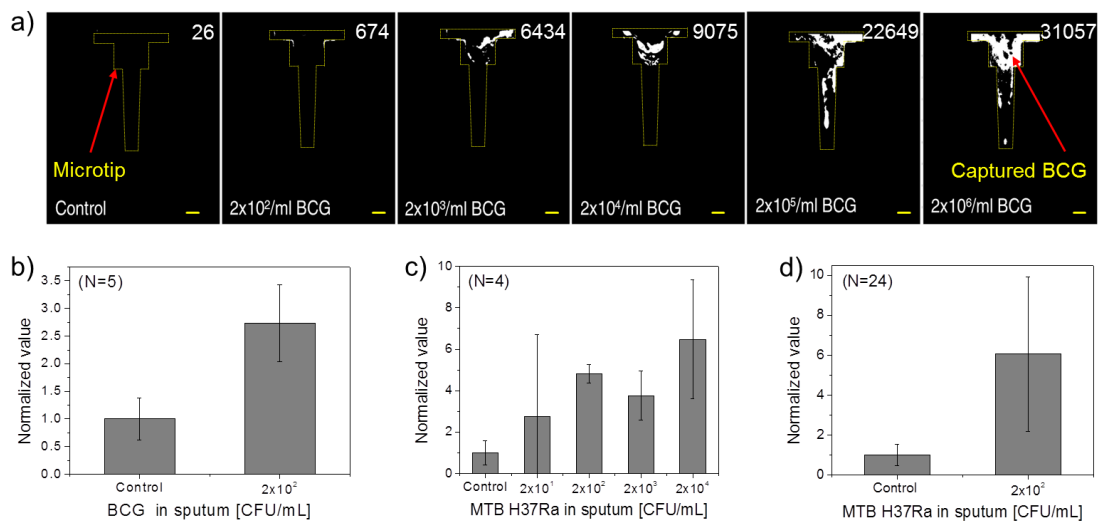 a)
26
674
6434
9075
22649
31057
Microtip
Captured BCG
Control
2x10²/ml BCG
2x10³/ml BCG
2x10⁴/ml BCG
2x10⁵/ml BCG
2x10⁶/ml BCG
b)
(N=5)
Normalized value
3.5
3.0
2.5
2.0
1.5
1.0
0.5
0.0
Control
2x10²
BCG in sputum [CFU/mL]
c)
(N=4)
Normalized value
10
8
6
4
2
0
Control
2x10¹
2x10²
2x10³
2x10⁴
MTB H37Ra in sputum [CFU/mL]
d)
(N=24)
Normalized value
10
8
6
4
2
0
Control
2x10²
MTB H37Ra in sputum [CFU/mL]